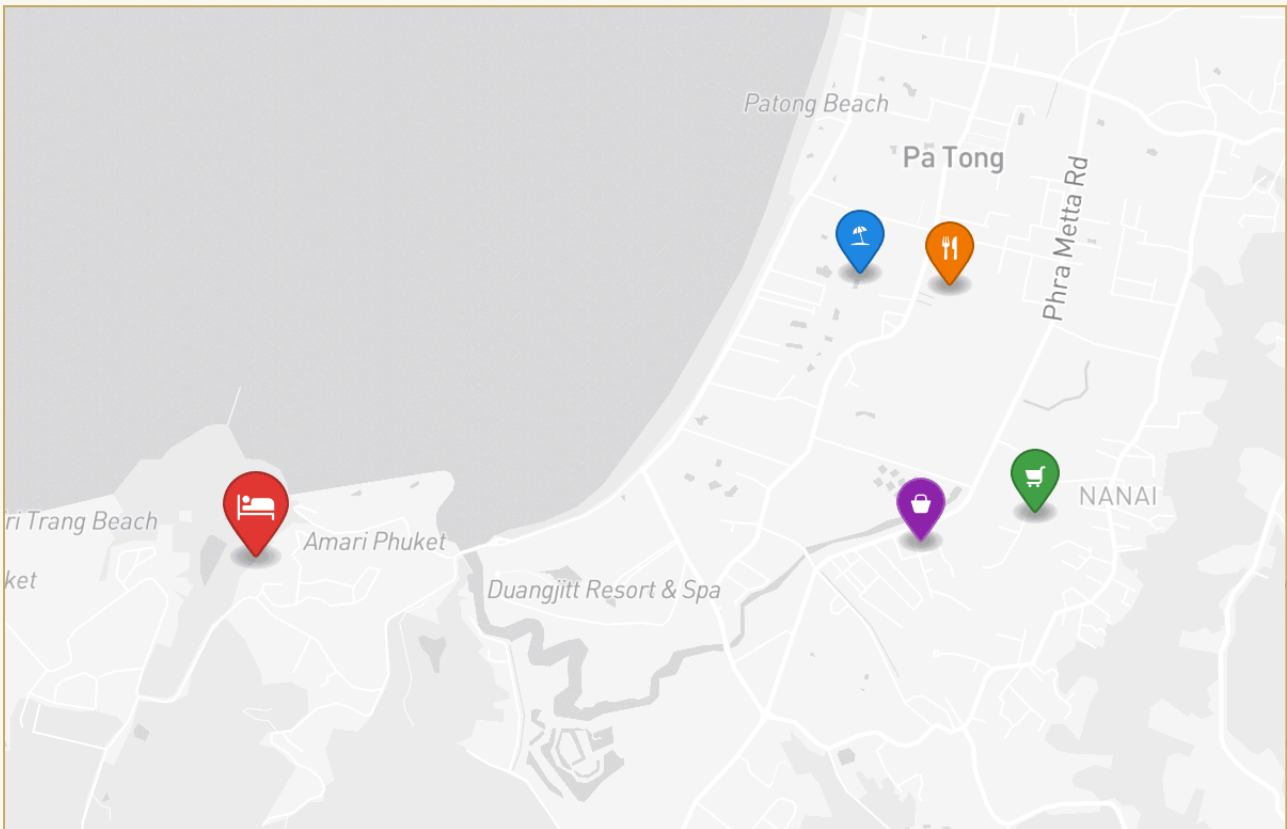 Patong Beach
Pa Tong
Phra Metta Rd
NANAI
ri Trang Beach
Amari Phuket
ket
Duangjitt Resort & Spa